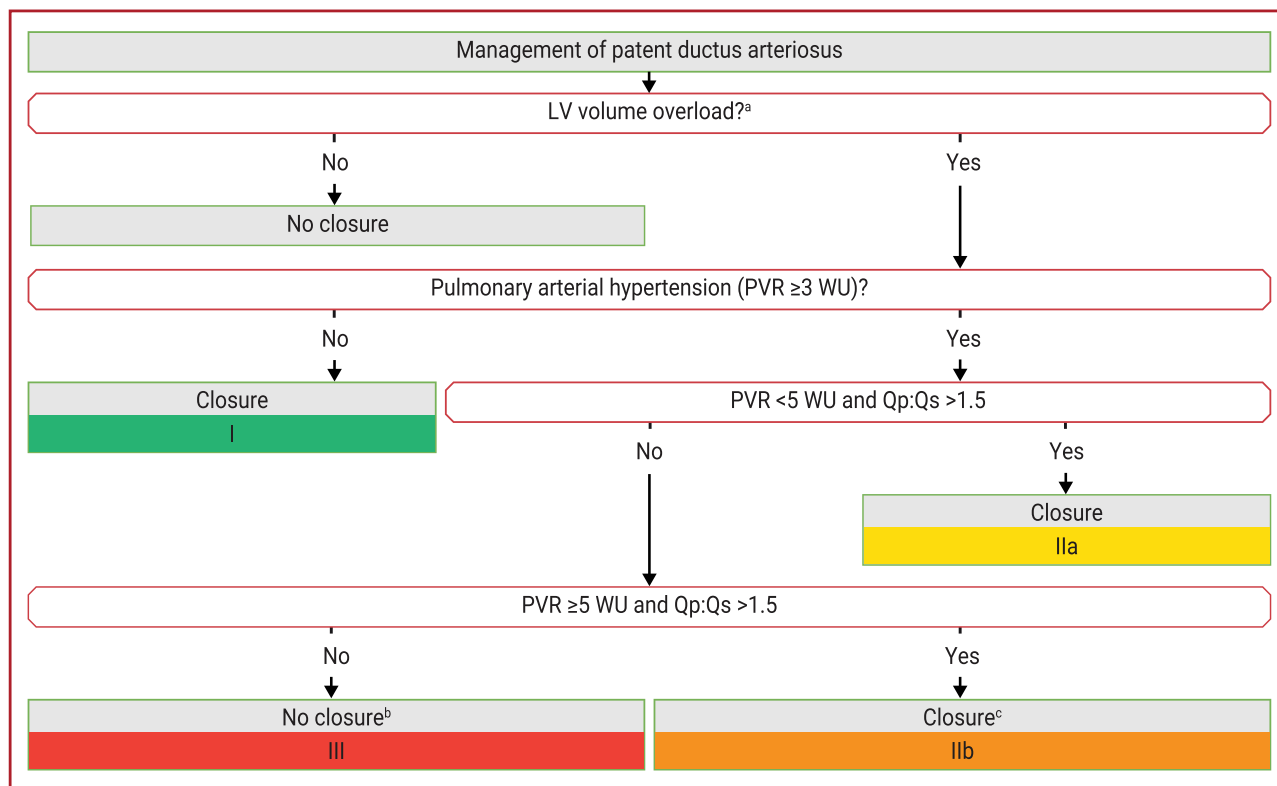 Management of patent ductus arteriosus
LV volume overload?ᵃ
No
Yes
No closure
Pulmonary arterial hypertension (PVR ≥3 WU)?
No
Yes
Closure
I
PVR <5 WU and Qp:Qs >1.5
No
Yes
Closure
IIa
PVR ≥5 WU and Qp:Qs >1.5
No
Yes
No closureᵇ
III
Closureᶜ
IIb